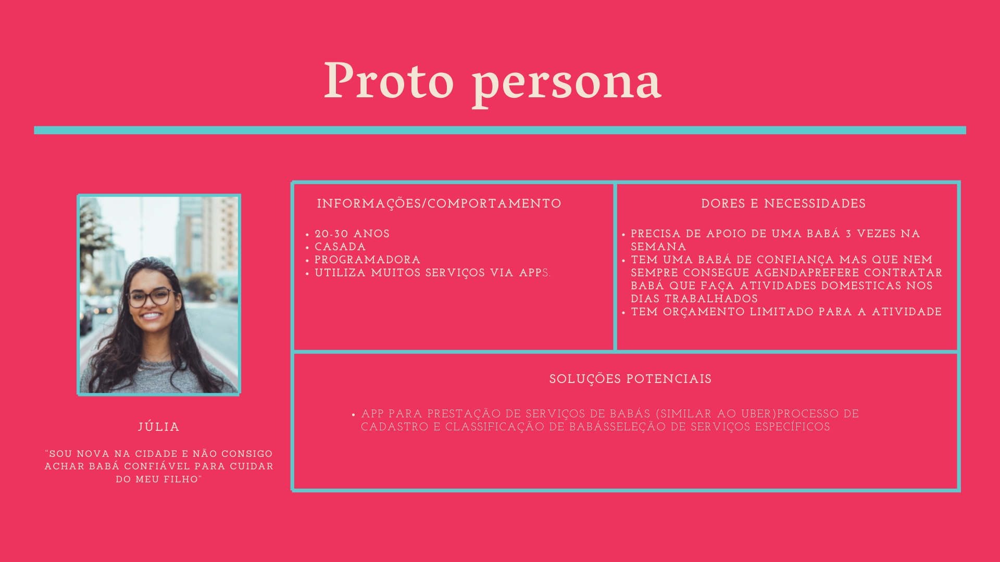 Proto persona
INFORMAÇÕES/COMPORTAMENTO
• 20-30 ANOS
• CASADA
• PROGRAMADORA
• UTILIZA MUITOS SERVIÇOS VIA APPS.
DORES E NECESSIDADES
• PRECISA DE APOIO DE UMA BABÁ 3 VEZES NA
SEMANA
• TEM UMA BABÁ DE CONFIANÇA MAS QUE NEM
SEMPRE CONSEGUE AGENDAPREFERE CONTRATAR
BABÁ QUE FAÇA ATIVIDADES DOMESTICAS NOS
DIAS TRABALHADOS
• TEM ORÇAMENTO LIMITADO PARA A ATIVIDADE
SOLUÇÕES POTENCIAIS
• APP PARA PRESTAÇÃO DE SERVIÇOS DE BABÁS (SIMILAR AO UBER)PROCESSO DE
CADASTRO E CLASSIFICAÇÃO DE BABÁSSELEÇÃO DE SERVIÇOS ESPECÍFICOS
JÚLIA
“SOU NOVA NA CIDADE E NÃO CONSIGO
ACHAR BABÁ CONFIÁVEL PARA CUIDAR
DO MEU FILHO”